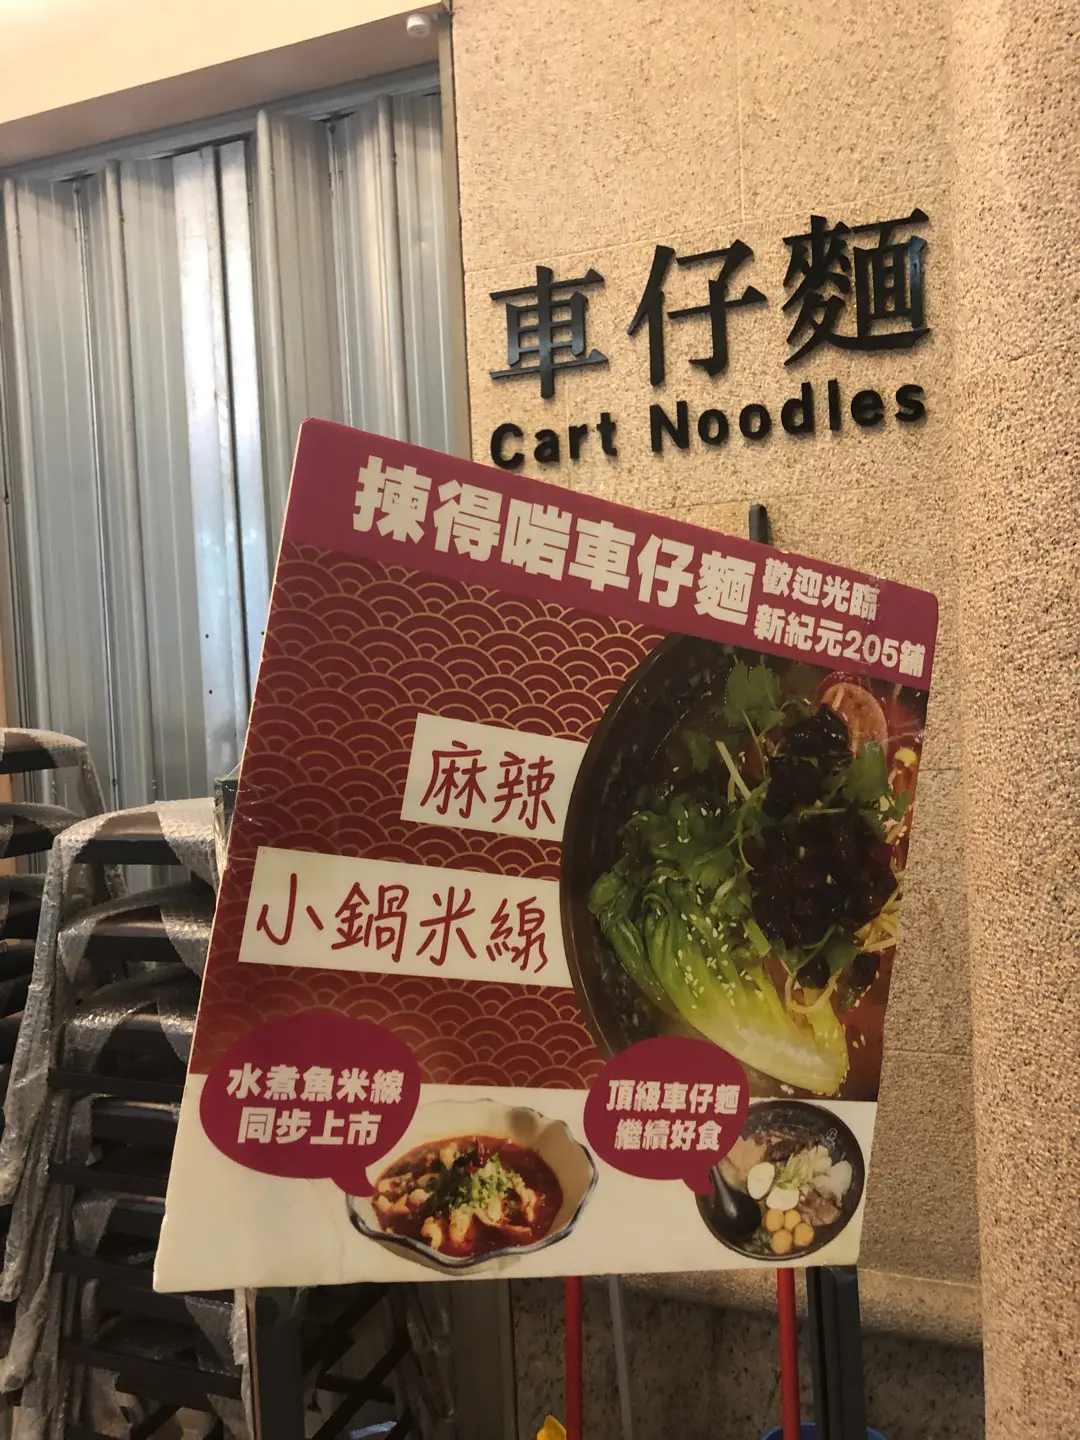 車仔麵
Cart Noodles
揀得啱車仔麵
歡迎光臨
新紀元205鋪
麻辣
小鍋米線
水煮魚米線
同步上市
頂級車仔麵
繼續好食